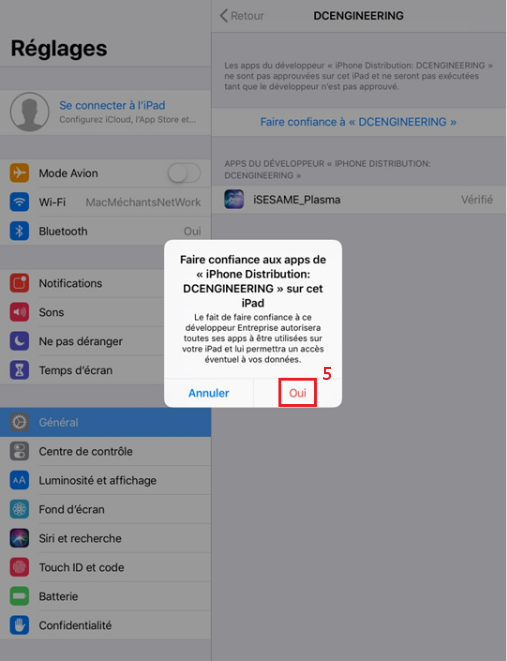 Réglages
Se connecter à l'iPad
Configurez iCloud, l'App Store et...
Mode Avion
Wi-Fi MacMéchantsNetWork
Bluetooth Oui
Notifications
Sons
Ne pas déranger
Temps d'écran
Général
Centre de contrôle
AA Luminosité et affichage
Fond d'écran
Siri et recherche
Touch ID et code
Batterie
Confidentialité
Retour DCENGINEERING
Les apps du développeur « iPhone Distribution: DCENGINEERING »
ne sont pas approuvées sur cet iPad et ne seront pas exécutées
tant que le développeur n'est pas approuvé.
Faire confiance à « DCENGINEERING »
APPS DU DÉVELOPPEUR « IPHONE DISTRIBUTION:
DCENGINEERING »
iSESAME_Plasma Vérifié
Faire confiance aux apps de
« iPhone Distribution:
DCENGINEERING » sur cet
iPad
Le fait de faire confiance à ce
développeur Entreprise autorisera
toutes ses apps à être utilisées sur
votre iPad et lui permettra un accès
éventuel à vos données.
Annuler Oui
5